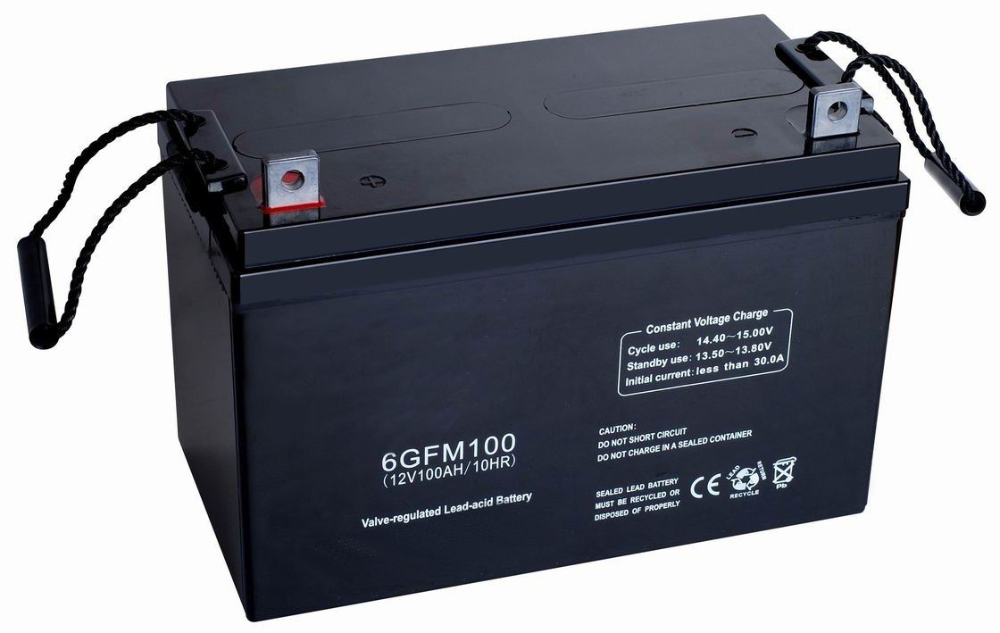 Constant Voltage Charge
Cycle use: 14.40～15.00V
Standby use: 13.50～13.80V
Initial current: less than 30.0A
6GFM100
(12V100AH/10HR)
Valve-regulated Lead-acid Battery
CAUTION:
DO NOT SHORT CIRCUIT
DO NOT CHARGE IN A SEALED CONTAINER
SEALED LEAD BATTERY
MUST BE RECYCLED OR
DISPOSED OF PROPERLY
CE
LEAD RETURN
RECYCLE
Pb